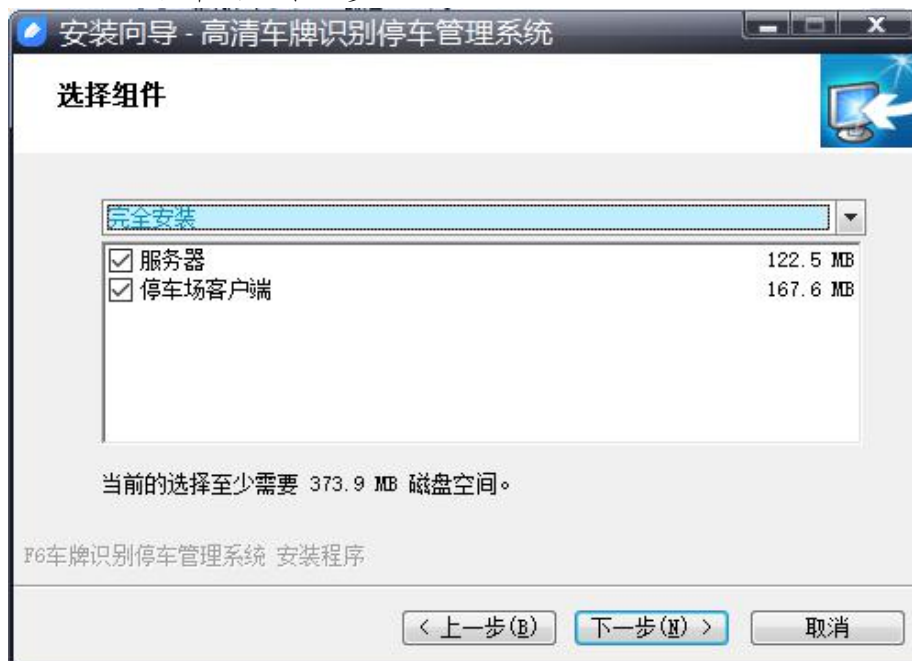 安装向导 - 高清车牌识别停车管理系统
选择组件
完全安装
服务器 122.5 MB
停车场客户端 167.6 MB
当前的选择至少需要 373.9 MB 磁盘空间。
F6车牌识别停车管理系统 安装程序
< 上一步(B) 下一步(N) > 取消